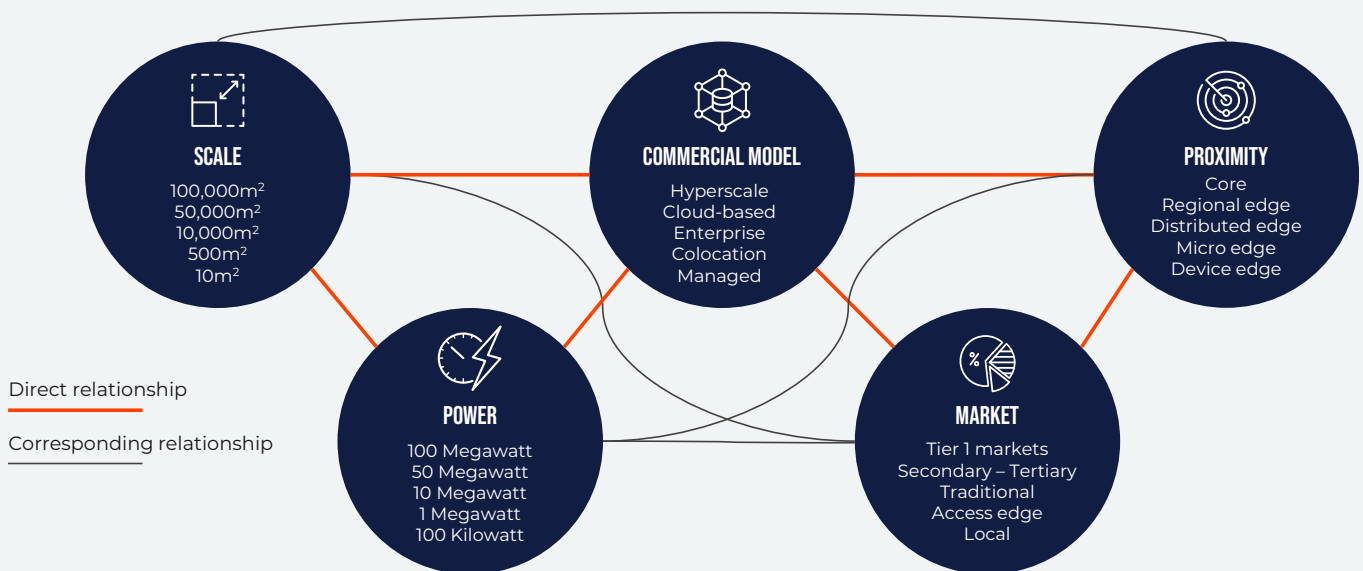 SCALE
100,000m²
50,000m²
10,000m²
500m²
10m²
COMMERCIAL MODEL
Hyperscale
Cloud-based
Enterprise
Colocation
Managed
PROXIMITY
Core
Regional edge
Distributed edge
Micro edge
Device edge
Direct relationship
Corresponding relationship
POWER
100 Megawatt
50 Megawatt
10 Megawatt
1 Megawatt
100 Kilowatt
%
MARKET
Tier 1 markets
Secondary – Tertiary
Traditional
Access edge
Local